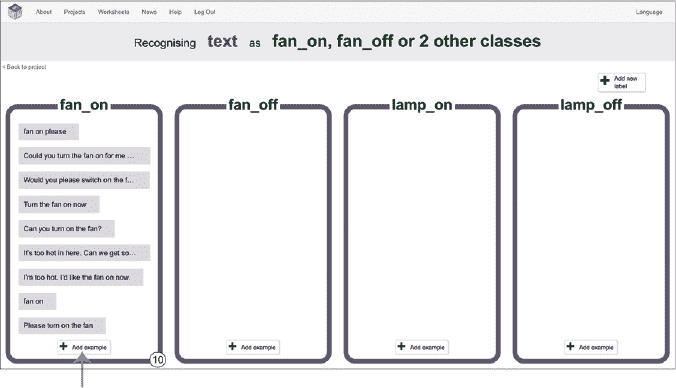 About Projects Worksheets News Help Log Out Language
Recognising text as fan_on, fan_off or 2 other classes
< Back to project
Add new label
fan_on fan_off lamp_on lamp_off
fan on please
Could you turn the fan on for me ...
Would you please switch on the f...
Turn the fan on now
Can you turn on the fan?
It's too hot in here. Can we get so...
I'm too hot. I'd like the fan on now.
fan on
Please turn on the fan
Add example Add example Add example Add example
10